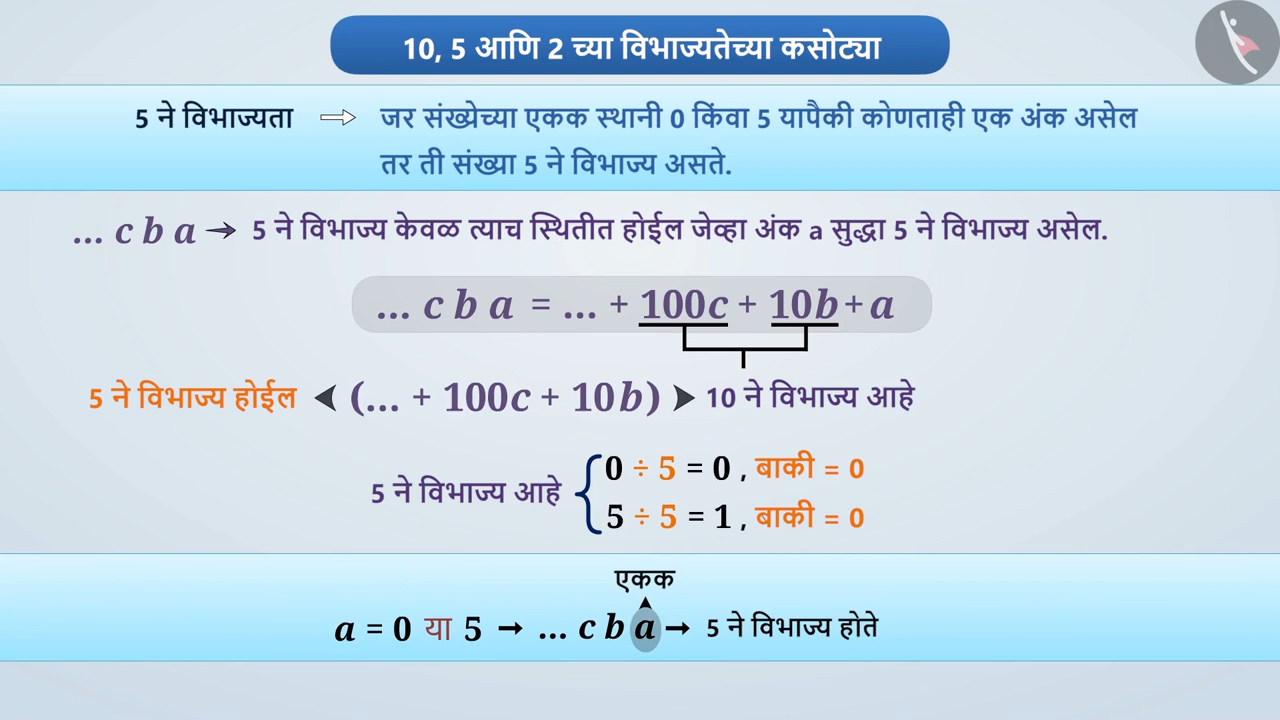 10, 5 आणि 2 च्या विभाज्यतेच्या कसोट्या
5 ने विभाज्यता ⇨ जर संख्येच्या एकक स्थानी 0 किंवा 5 यापैकी कोणताही एक अंक असेल
तर ती संख्या 5 ने विभाज्य असते.
... c b a → 5 ने विभाज्य केवळ त्याच स्थितीत होईल जेव्हा अंक a सुद्धा 5 ने विभाज्य असेल.
... c b a = ... + 100c + 10b + a
5 ने विभाज्य होईल ◄ (... + 100c + 10b) ► 10 ने विभाज्य आहे
0 ÷ 5 = 0 , बाकी = 0
5 ने विभाज्य आहे
5 ÷ 5 = 1 , बाकी = 0
एकक
a = 0 या 5 → ... c b a → 5 ने विभाज्य होते